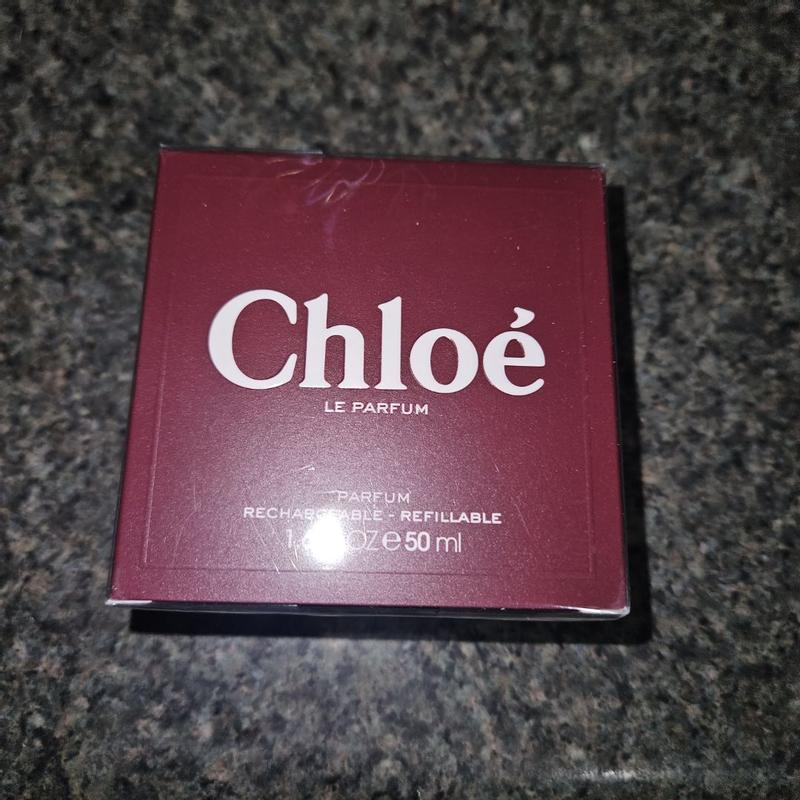 Chloé
LE PARFUM
PARFUM
RECHARGEABLE - REFILLABLE
OZ e 50 ml